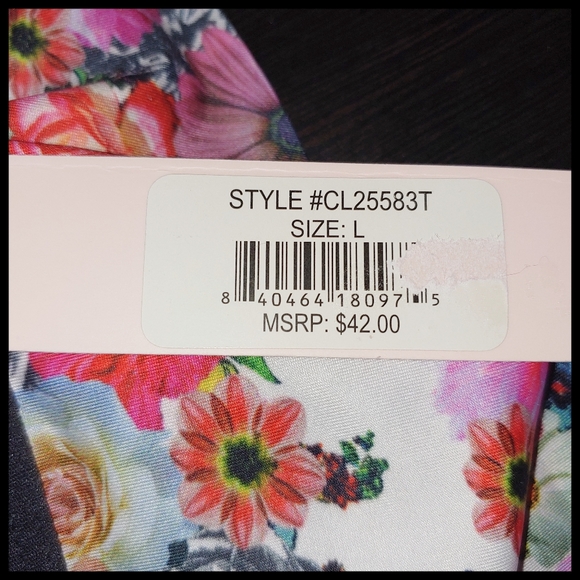 STYLE #CL25583T
SIZE: L
8 40464 18097 5
MSRP: $42.00